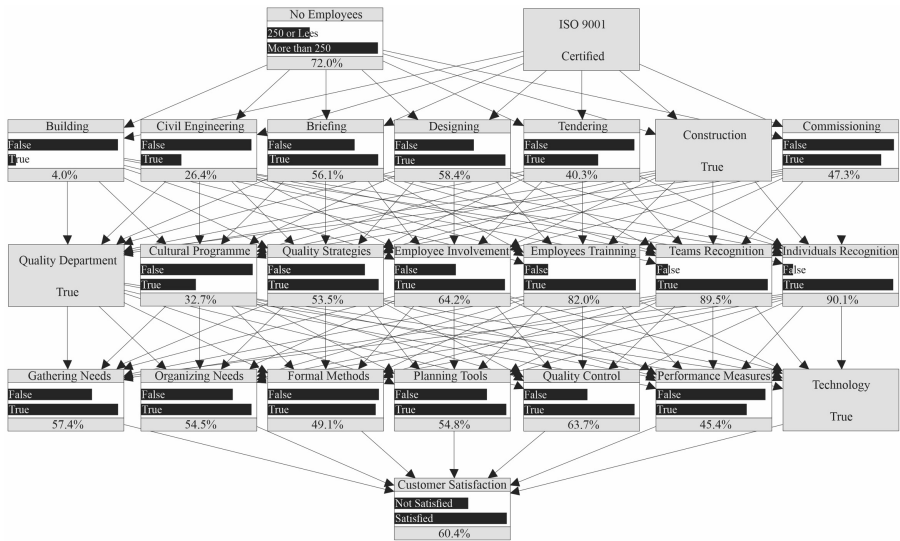 No Employees
250 or Lees
More than 250
72.0%
ISO 9001
Certified
Building
False
True
4.0%
Civil Engineering
False
True
26.4%
Briefing
False
True
56.1%
Designing
False
True
58.4%
Tendering
False
True
40.3%
Construction
True
Commissioning
False
True
47.3%
Quality Department
True
Cultural Programme
False
True
32.7%
Quality Strategies
False
True
53.5%
Employee Involvement
False
True
64.2%
Employees Trainning
False
True
82.0%
Teams Recognition
False
True
89.5%
Individuals Recognition
False
True
90.1%
Gathering Needs
False
True
57.4%
Organizing Needs
False
True
54.5%
Formal Methods
False
True
49.1%
Planning Tools
False
True
54.8%
Quality Control
False
True
63.7%
Performance Measures
False
True
45.4%
Technology
True
Customer Satisfaction
Not Satisfied
Satisfied
60.4%